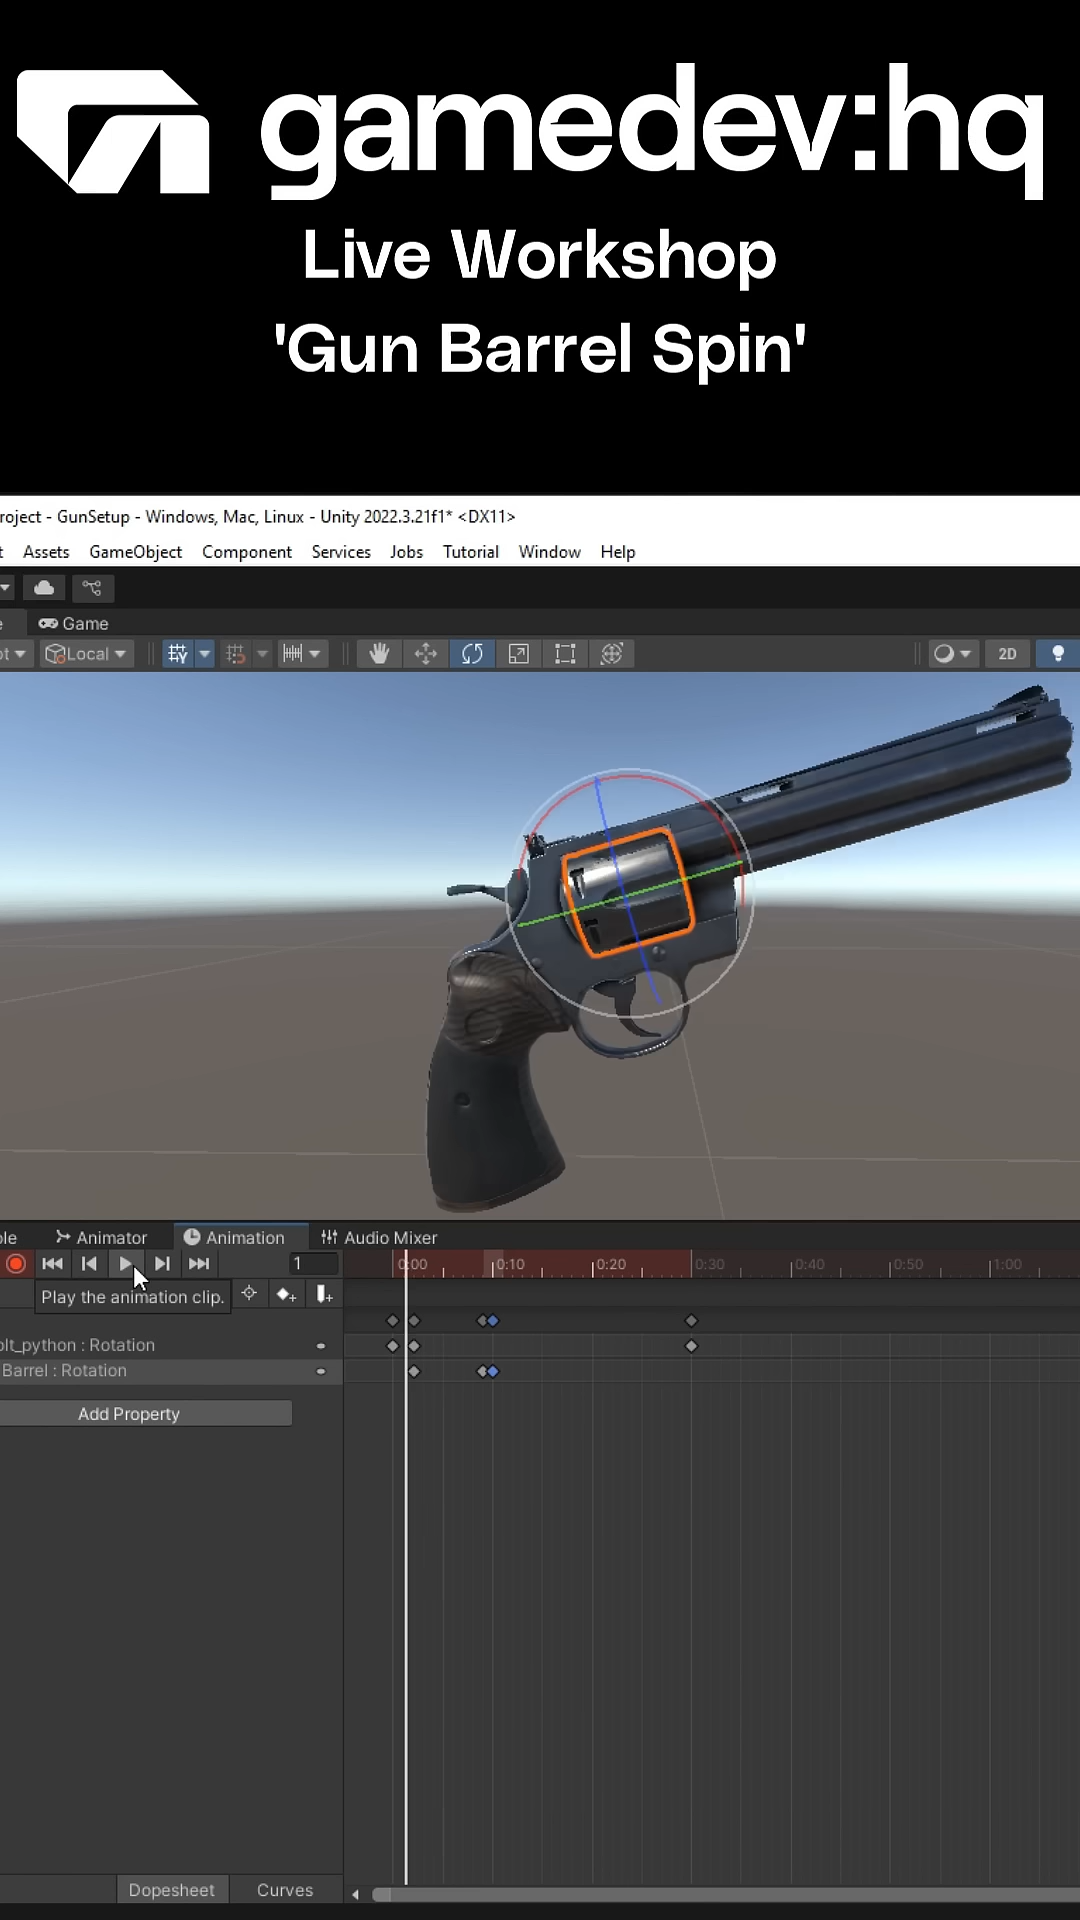 gamedev:hq
Live Workshop
'Gun Barrel Spin'
roject - GunSetup - Windows, Mac, Linux - Unity 2022.3.21f1* <DX11>
t Assets GameObject Component Services Jobs Tutorial Window Help
e Game
ot Local 2D
ole Animator Animation Audio Mixer
1 0:00 0:10 0:20 0:30 0:40 0:50 1:00
Play the animation clip.
olt_python : Rotation
Barrel : Rotation
Add Property
Dopesheet Curves